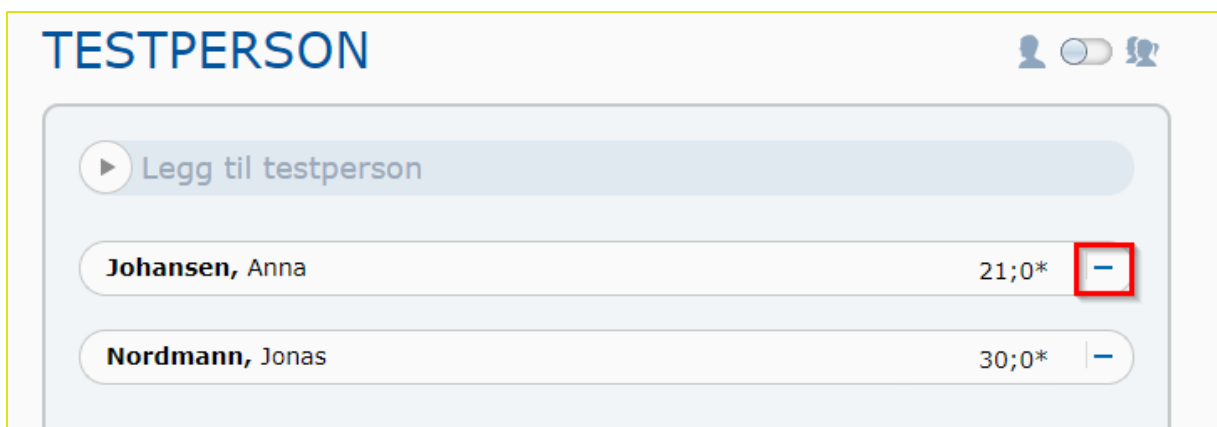 TESTPERSON
Legg til testperson
Johansen, Anna 21;0*
Nordmann, Jonas 30;0*